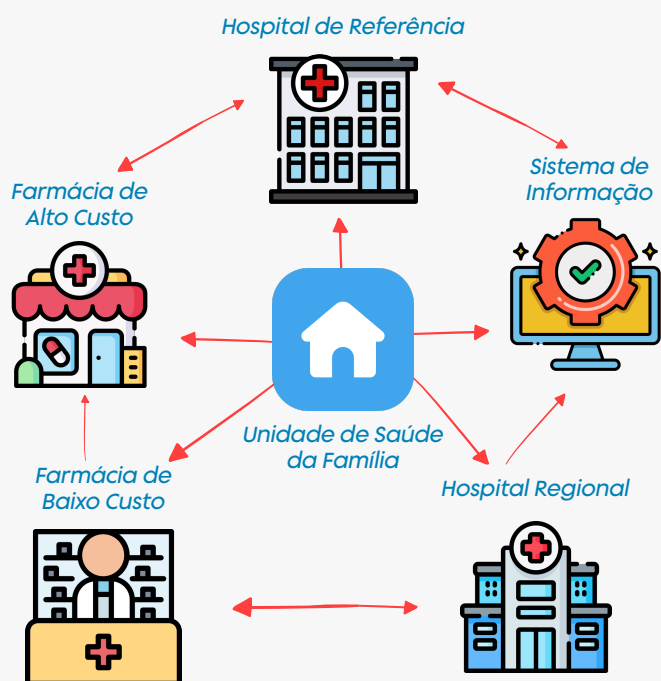 Hospital de Referência
Sistema de
Informação
Farmácia de
Alto Custo
Unidade de Saúde
da Família
Farmácia de
Baixo Custo
Hospital Regional